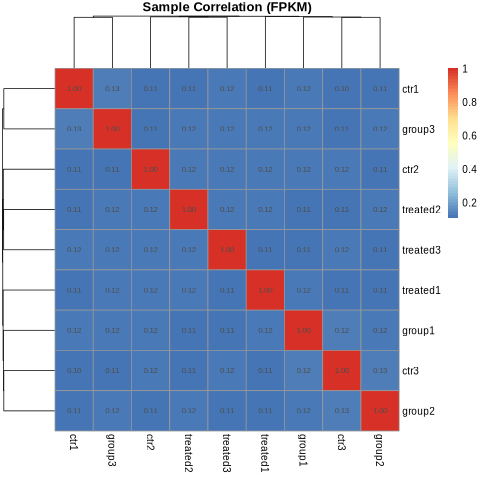 Sample Correlation (FPKM)
1.00 0.13 0.11 0.11 0.12 0.11 0.12 0.10 0.11 ctr1
0.13 1.00 0.11 0.12 0.12 0.12 0.12 0.11 0.12 group3
0.11 0.11 1.00 0.12 0.12 0.12 0.12 0.12 0.11 ctr2
0.11 0.12 0.12 1.00 0.12 0.12 0.11 0.11 0.12 treated2
0.12 0.12 0.12 0.12 1.00 0.11 0.11 0.12 0.11 treated3
0.11 0.12 0.12 0.12 0.11 1.00 0.12 0.11 0.11 treated1
0.12 0.12 0.12 0.11 0.11 0.12 1.00 0.12 0.12 group1
0.10 0.11 0.12 0.11 0.12 0.11 0.12 1.00 0.13 ctr3
0.11 0.12 0.11 0.12 0.11 0.11 0.12 0.13 1.00 group2
ctr1 group3 ctr2 treated2 treated3 treated1 group1 ctr3 group2
1
0.8
0.6
0.4
0.2